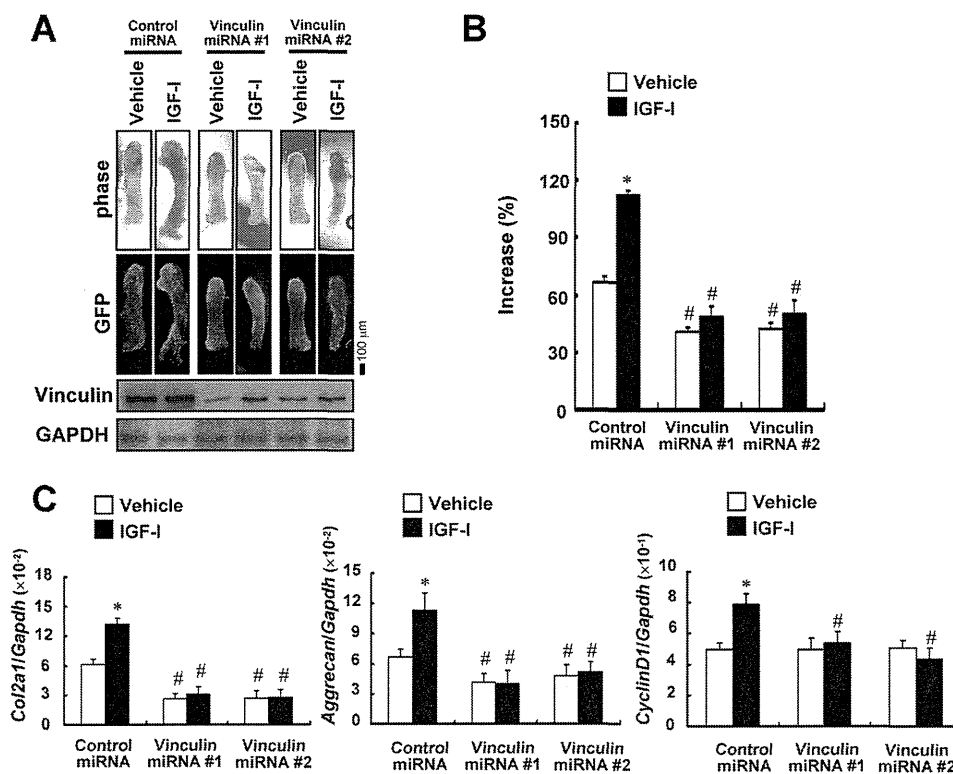 A
Control
miRNA
Vinculin
miRNA #1
Vinculin
miRNA #2
Vehicle
IGF-I
Vehicle
IGF-I
Vehicle
IGF-I
phase
GFP
100 μm
Vinculin
GAPDH
B
Vehicle
IGF-I
Increase (%)
150
120
90
60
30
0
*
# #
# #
Control
miRNA
Vinculin
miRNA #1
Vinculin
miRNA #2
C
Vehicle
IGF-I
Col2a1/Gapdh (×10-2)
18
15
12
9
6
3
0
*
# #
# #
Control
miRNA
Vinculin
miRNA #1
Vinculin
miRNA #2
Vehicle
IGF-I
Aggrecan/Gapdh (×10-2)
15
12
9
6
3
0
*
# #
# #
Control
miRNA
Vinculin
miRNA #1
Vinculin
miRNA #2
Vehicle
IGF-I
CyclinD1/Gapdh (×10-1)
10
8
6
4
2
0
*
#
#
Control
miRNA
Vinculin
miRNA #1
Vinculin
miRNA #2